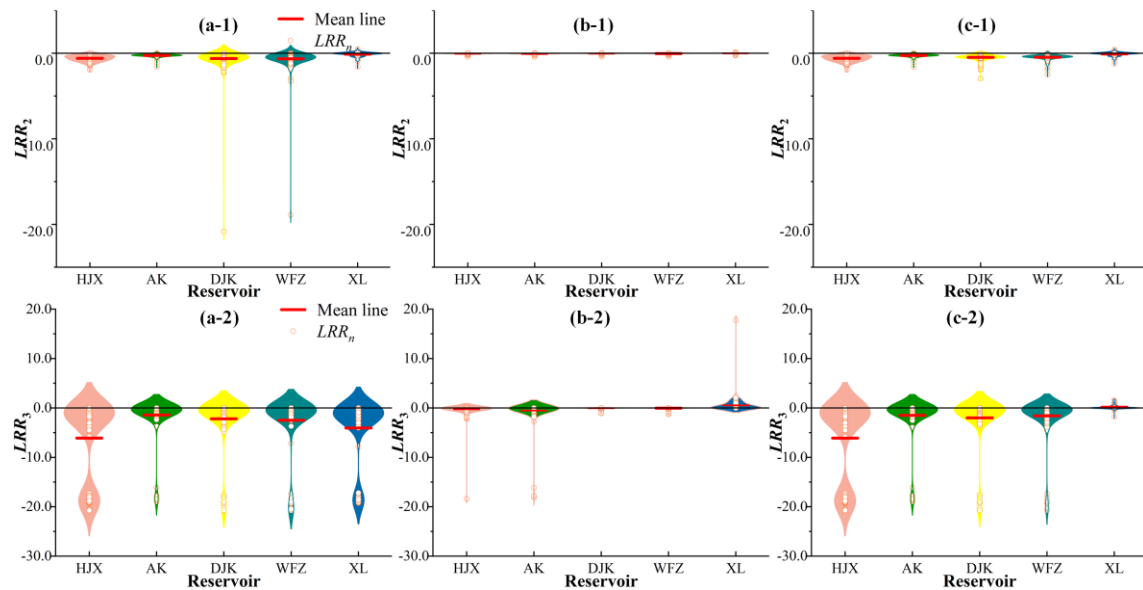 (a-1)
Mean line
LRRn
0.0
-10.0
-20.0
LRR2
HJX AK DJK WFZ XL
Reservoir
(b-1)
0.0
-10.0
-20.0
LRR2
HJX AK DJK WFZ XL
Reservoir
(c-1)
0.0
-10.0
-20.0
LRR2
HJX AK DJK WFZ XL
Reservoir
(a-2)
Mean line
LRRn
20.0
10.0
0.0
-10.0
-20.0
-30.0
LRR3
HJX AK DJK WFZ XL
Reservoir
(b-2)
20.0
10.0
0.0
-10.0
-20.0
-30.0
LRR3
HJX AK DJK WFZ XL
Reservoir
(c-2)
20.0
10.0
0.0
-10.0
-20.0
-30.0
LRR3
HJX AK DJK WFZ XL
Reservoir